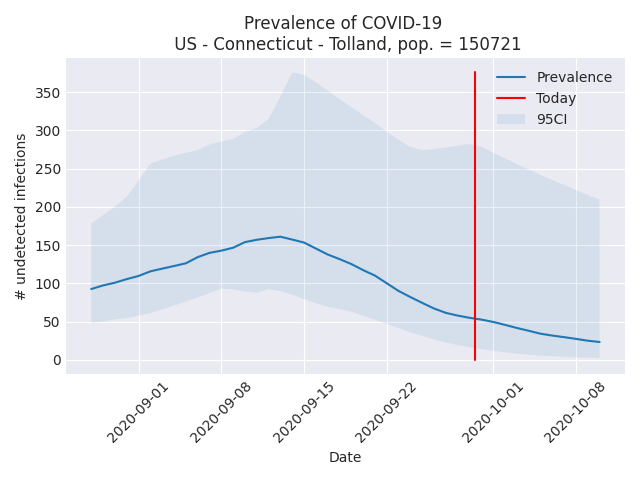 Prevalence of COVID-19
US - Connecticut - Tolland, pop. = 150721
Prevalence
Today
95CI
350
300
250
200
150
100
50
0
# undetected infections
2020-09-01
2020-09-08
2020-09-15
2020-09-22
2020-10-01
2020-10-08
Date